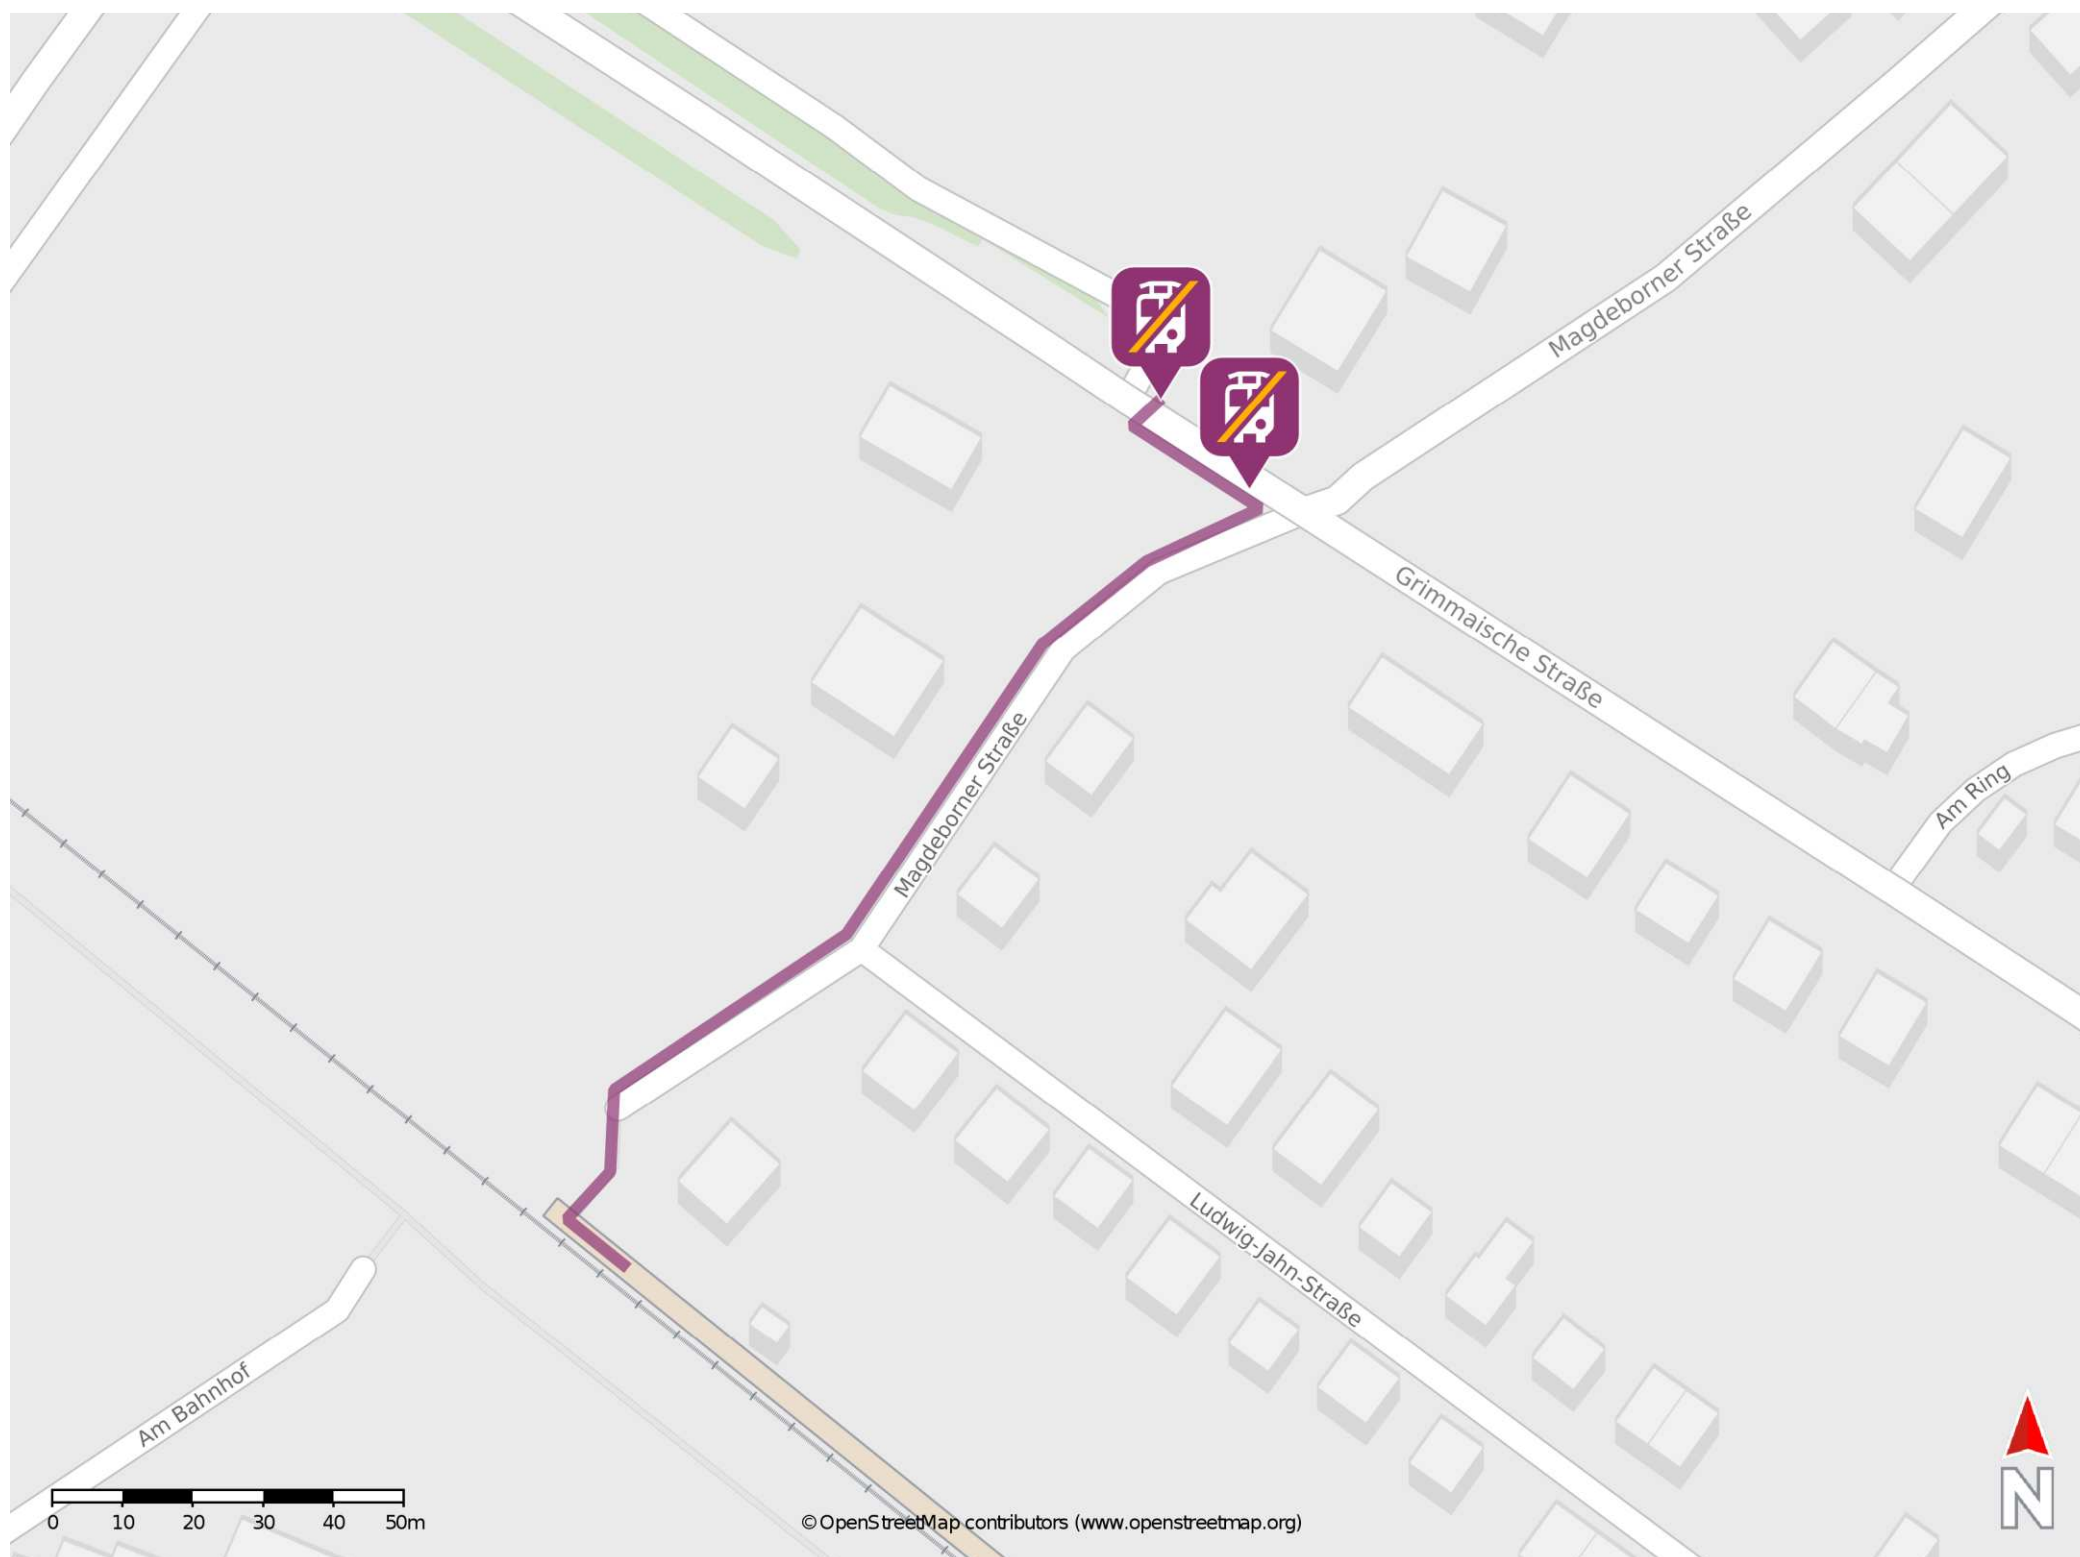 Magdeborner Straße
Grimmaische Straße
Magdeborner Straße
Am Ring
Ludwig-Jahn-Straße
Am Bahnhof
N
0 10 20 30 40 50m
© OpenStreetMap contributors (www.openstreetmap.org)